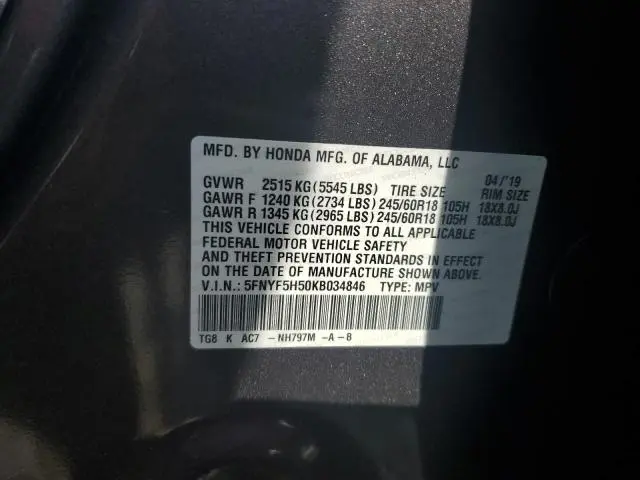 MFD. BY HONDA MFG. OF ALABAMA, LLC
04/'19
GVWR 2515 KG (5545 LBS) TIRE SIZE RIM SIZE
GAWR F 1240 KG (2734 LBS) 245/60R18 105H 18X8.0J
GAWR R 1345 KG (2965 LBS) 245/60R18 105H 18X8.0J
THIS VEHICLE CONFORMS TO ALL APPLICABLE
FEDERAL MOTOR VEHICLE SAFETY
AND THEFT PREVENTION STANDARDS IN EFFECT
ON THE DATE OF MANUFACTURE SHOWN ABOVE.
V.I.N.: 5FNYF5H50KB034846 TYPE: MPV
TG8 K AC7 -NH797M -A-8